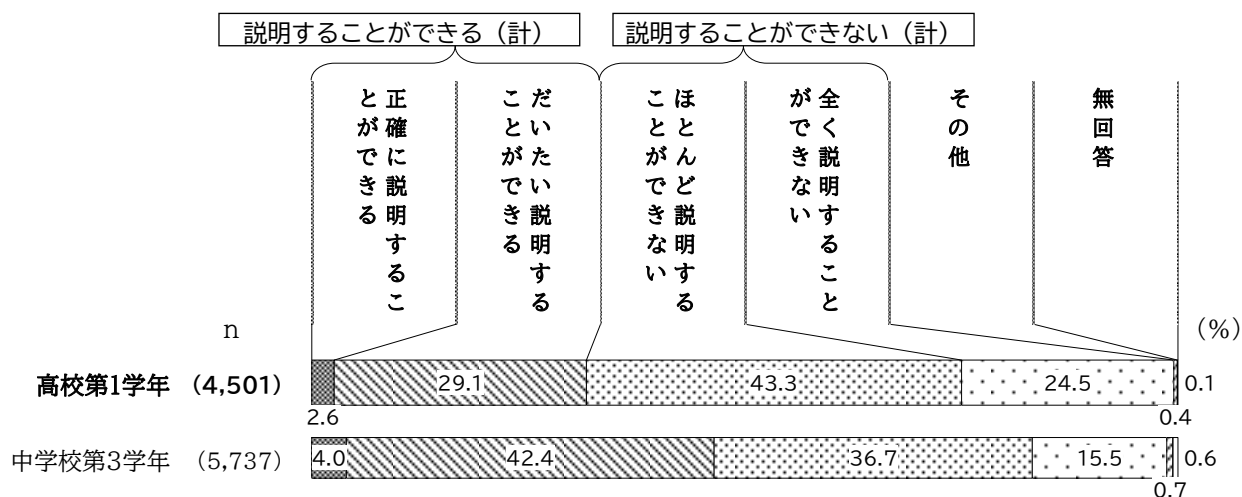 説明することができる（計）
説明することができない（計）
正確に説明するこ
とができる
だいたい説明する
ことができる
ほとんど説明する
ことができない
全く説明すること
ができない
その他
無回答
n
(%)
高校第1学年 (4,501)
29.1 43.3 24.5 0.1
2.6 0.4
中学校第3学年 (5,737)
4.0 42.4 36.7 15.5 0.6
0.7